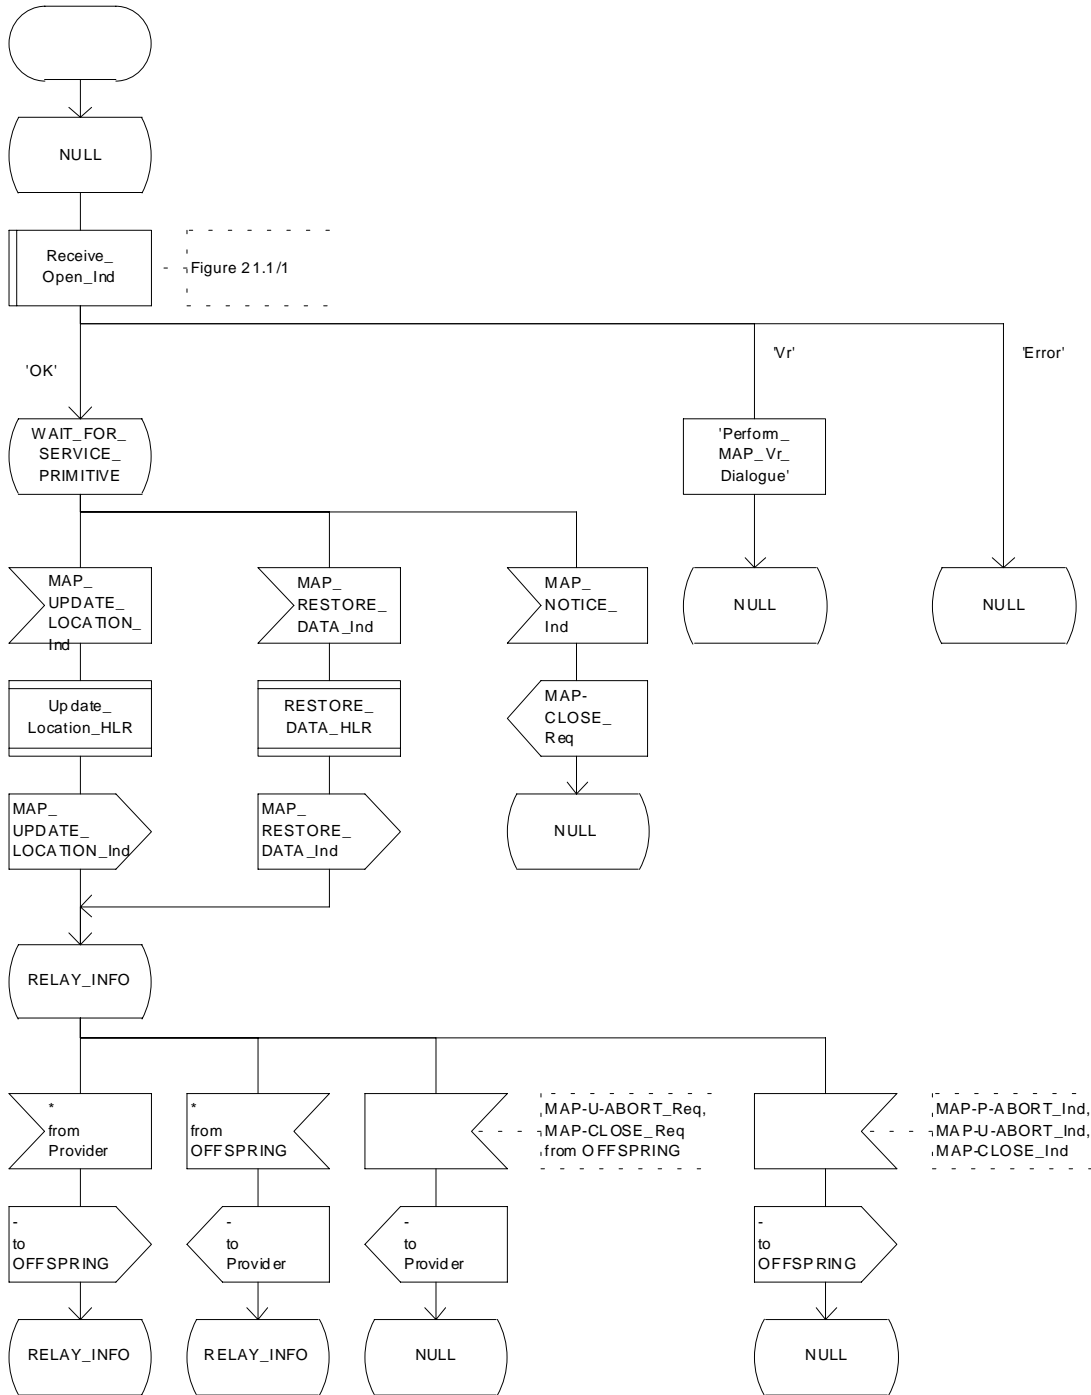 NULL
Receive_
Open_Ind
Figure 21.1/1
'OK'
'Vr'
'Error'
WAIT_FOR_
SERVICE_
PRIMITIVE
'Perform_
MAP_Vr_
Dialogue'
MAP_
UPDATE_
LOCATION_
Ind
MAP_
RESTORE_
DATA_Ind
MAP_
NOTICE_
Ind
NULL
NULL
Update_
Location_HLR
RESTORE_
DATA_HLR
MAP-
CLOSE_
Req
MAP_
UPDATE_
LOCATION_Ind
MAP_
RESTORE_
DATA_Ind
NULL
RELAY_INFO
*
from
Provider
*
from
OFFSPRING
MAP-U-ABORT_Req,
MAP-CLOSE_Req
from OFFSPRING
MAP-P-ABORT_Ind,
MAP-U-ABORT_Ind,
MAP-CLOSE_Ind
-
to
OFFSPRING
-
to
Provider
-
to
Provider
-
to
OFFSPRING
RELAY_INFO
RELAY_INFO
NULL
NULL